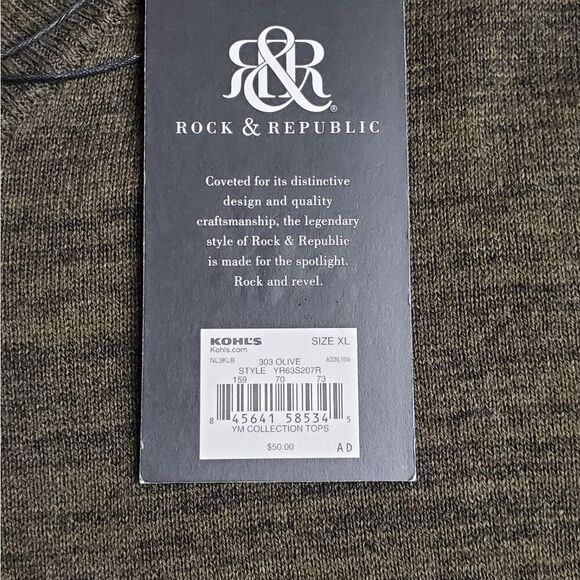 R&R®
ROCK & REPUBLIC
Coveted for its distinctive
design and quality
craftsmanship, the legendary
style of Rock & Republic
is made for the spotlight.
Rock and revel.
KOHL'S SIZE XL
Kohls.com
NL3KLB 303 OLIVE ADDNL1004
STYLE YR63S207R
159 70 73
8 45641 58534 5
YM COLLECTION TOPS
$50.00 AD